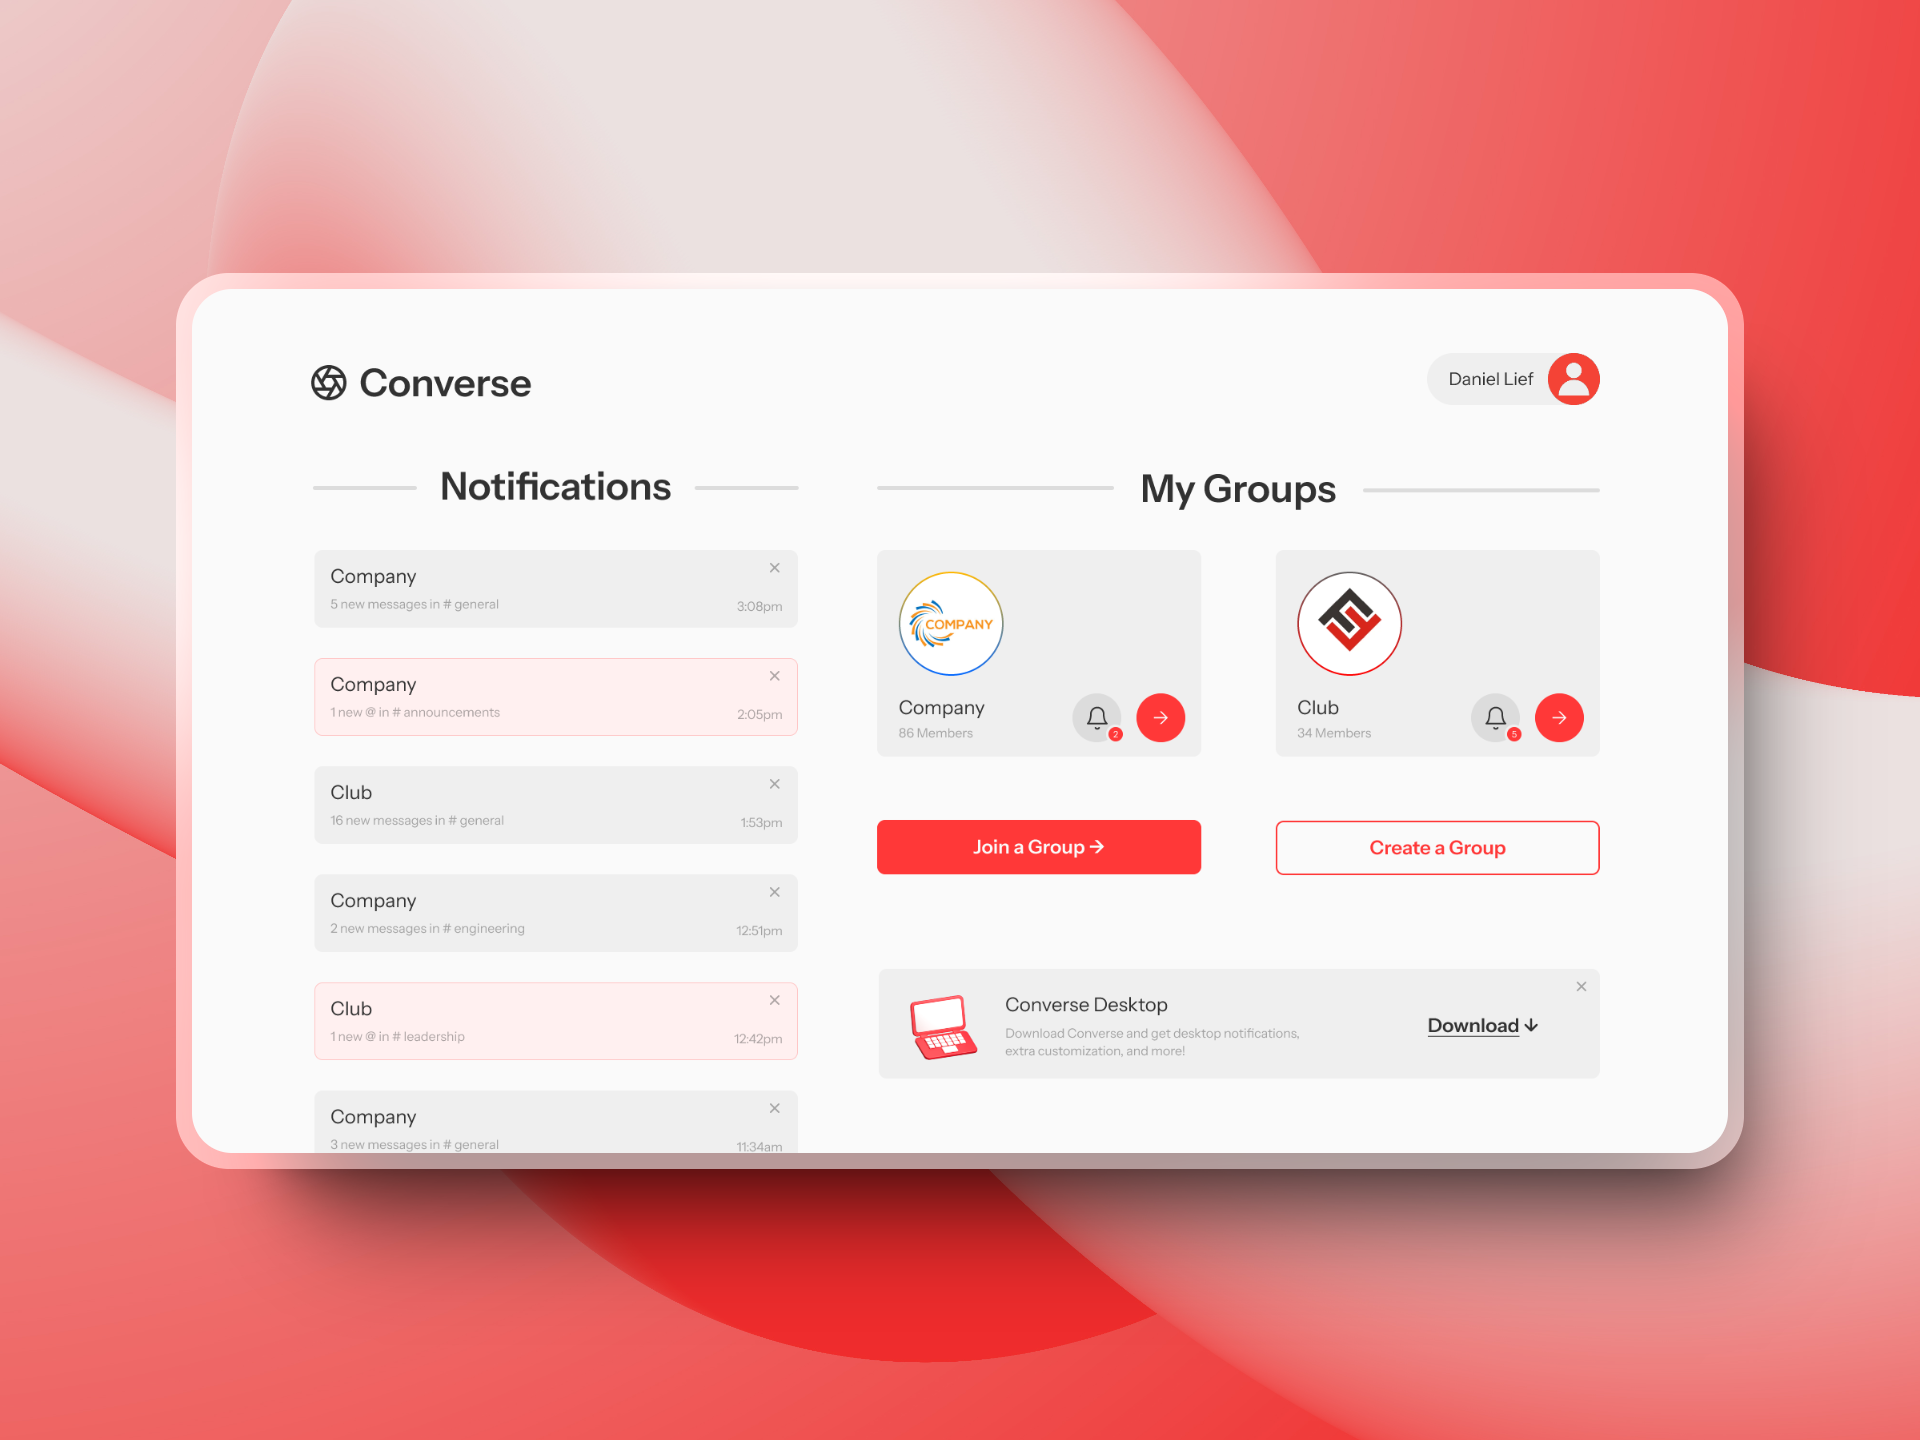 Converse
Daniel Lief
Notifications
Company
5 new messages in # general
3:08pm
Company
1 new @ in # announcements
2:05pm
Club
16 new messages in # general
1:53pm
Company
2 new messages in # engineering
12:51pm
Club
1 new @ in # leadership
12:42pm
Company
3 new messages in # general
11:34am
My Groups
COMPANY
Company
86 Members
2
Club
34 Members
5
Join a Group →
Create a Group
Converse Desktop
Download Converse and get desktop notifications,
extra customization, and more!
Download ↓